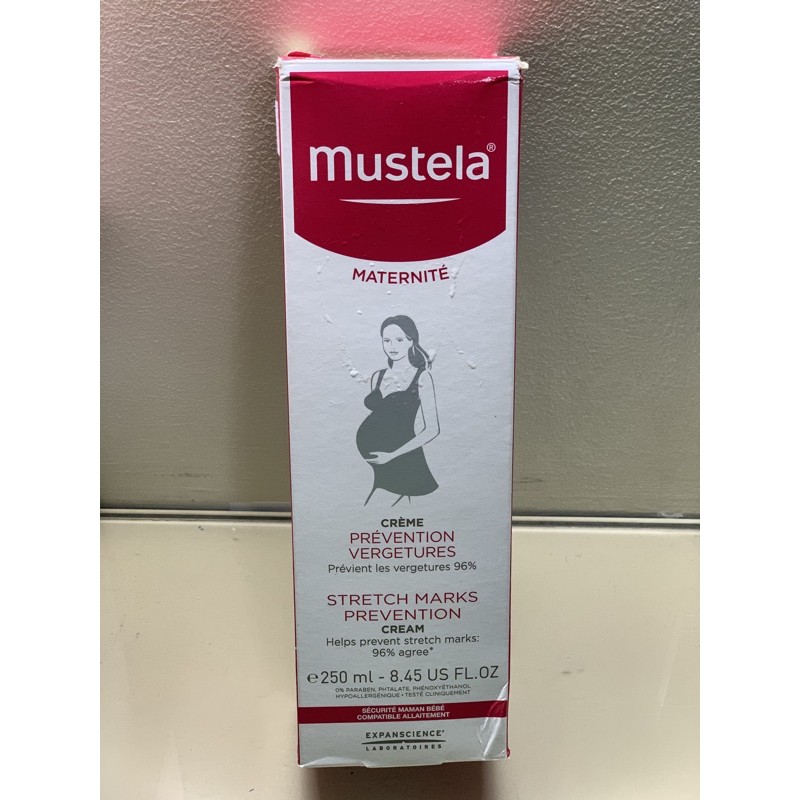 mustela®
MATERNITÉ
CRÈME
PRÉVENTION
VERGETURES
Prévient les vergetures 96%
STRETCH MARKS
PREVENTION
CREAM
Helps prevent stretch marks:
96% agree*
℮250 ml - 8.45 US FL.OZ
0% PARABEN, PHTALATE, PHÉNOXYÉTHANOL
HYPOALLERGÉNIQUE • TESTÉ CLINIQUEMENT
SÉCURITÉ MAMAN BÉBÉ
COMPATIBLE ALLAITEMENT
EXPANSCIENCE®
LABORATOIRES